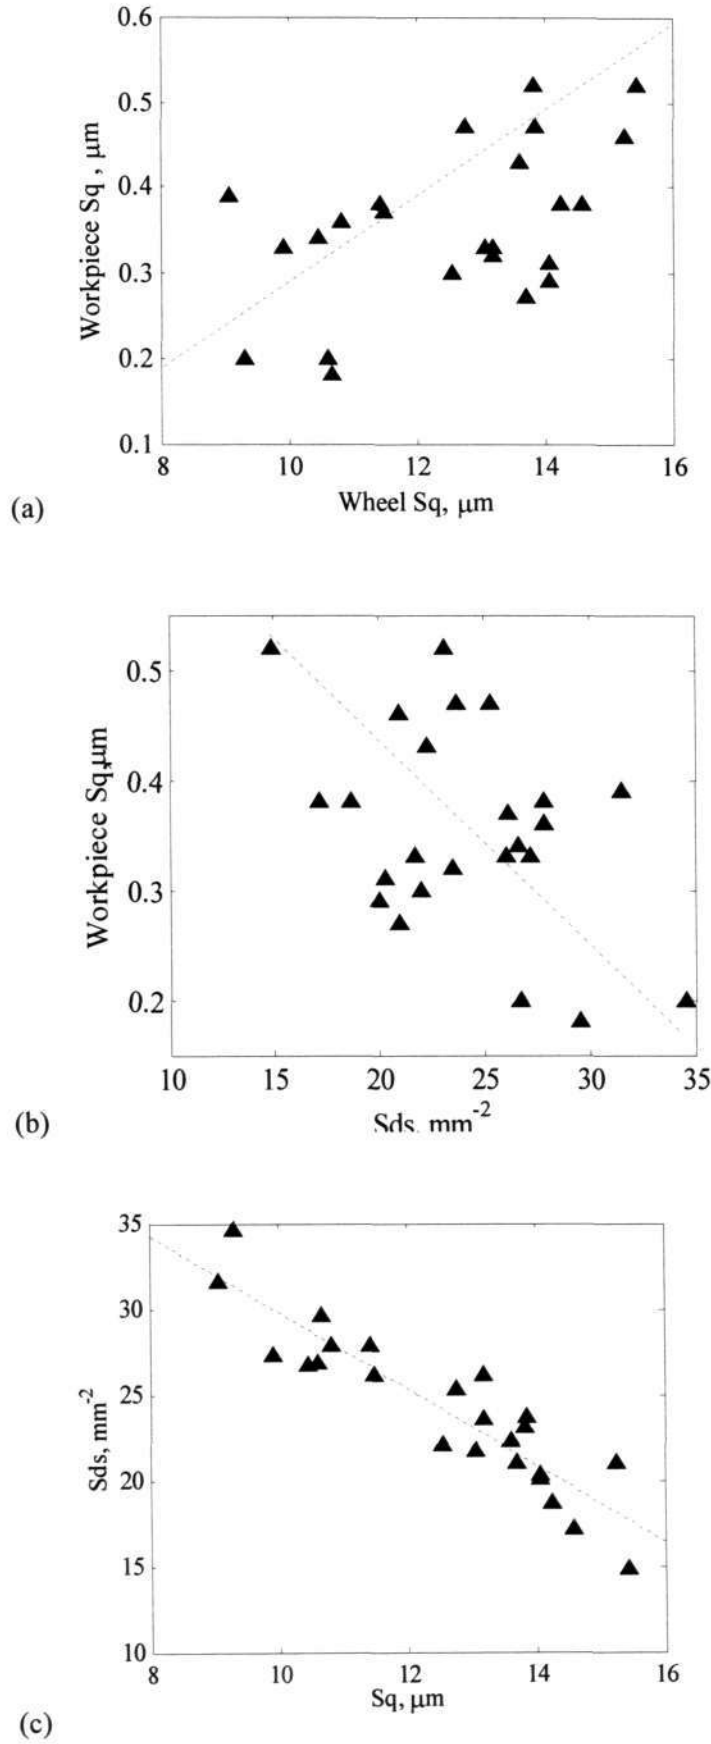 0.6
0.5
0.4
0.3
0.2
0.1
Workpiece Sq , μm
8 10 12 14 16
Wheel Sq, μm
(a)
0.5
0.4
0.3
0.2
Workpiece Sq,μm
10 15 20 25 30 35
Sds, mm-2
(b)
35
30
25
20
15
10
Sds, mm-2
8 10 12 14 16
Sq, μm
(c)